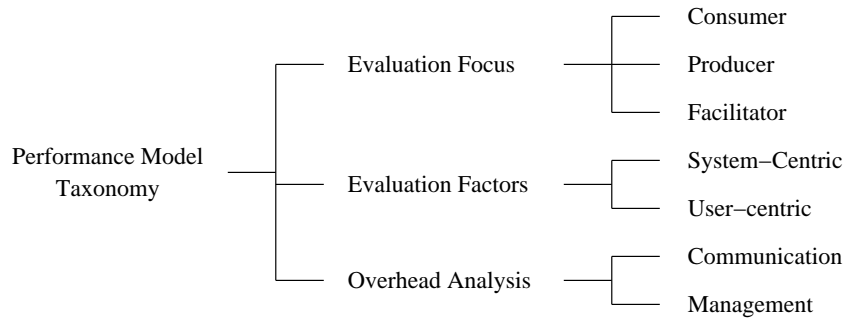 Performance Model
Taxonomy
Evaluation Focus
Consumer
Producer
Facilitator
Evaluation Factors
System−Centric
User−centric
Overhead Analysis
Communication
Management